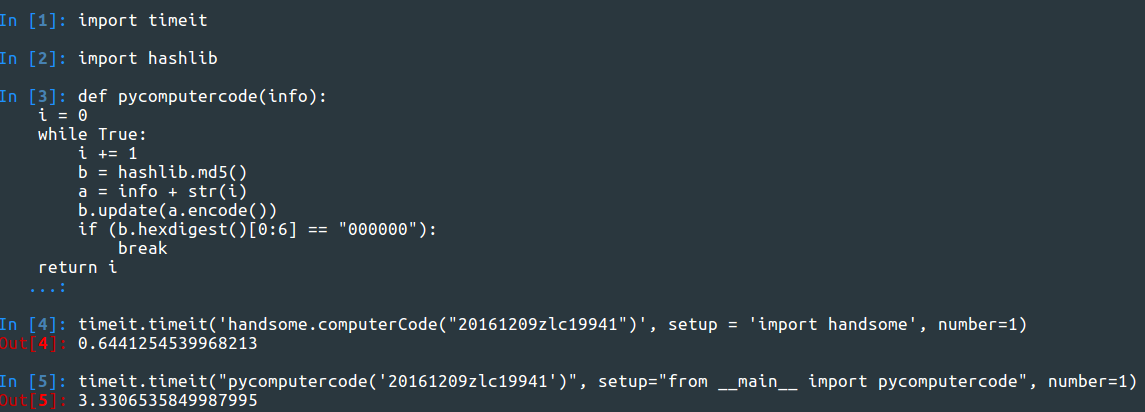 In [1]: import timeit
In [2]: import hashlib
In [3]: def pycomputercode(info):
    i = 0
    while True:
        i += 1
        b = hashlib.md5()
        a = info + str(i)
        b.update(a.encode())
        if (b.hexdigest()[0:6] == "000000"):
            break
    return i
   ...:
In [4]: timeit.timeit('handsome.computerCode("20161209zlc19941")', setup = 'import handsome', number=1)
Out[4]: 0.6441254539968213
In [5]: timeit.timeit("pycomputercode('20161209zlc19941')", setup="from __main__ import pycomputercode", number=1)
Out[5]: 3.3306535849987995